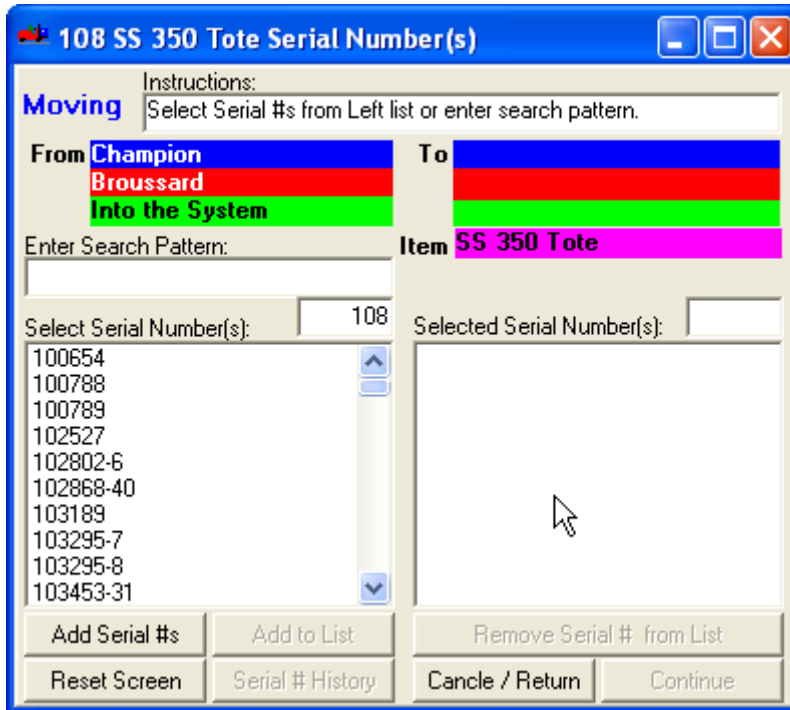 108 SS 350 Tote Serial Number(s)
Instructions:
Moving
Select Serial #s from Left list or enter search pattern.
From Champion
Broussard
Into the System
To
Enter Search Pattern:
Item SS 350 Tote
Select Serial Number(s):
108
Selected Serial Number(s):
100654
100788
100789
102527
102802-6
102868-40
103189
103295-7
103295-8
103453-31
Add Serial #s
Add to List
Remove Serial # from List
Reset Screen
Serial # History
Cancle / Return
Continue